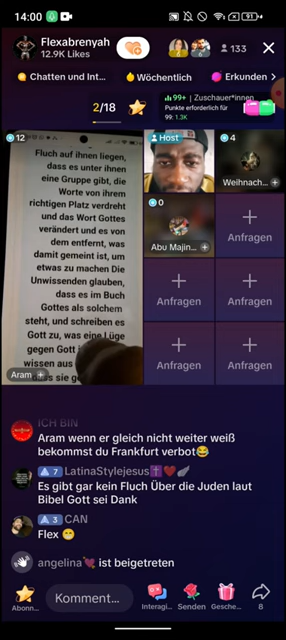 14:00
91
Flexabrenyah
12.9K Likes
6
133
Chatten und Int...
Wöchentlich
Erkunden
2/18
99+ | Zuschauer*innen
Punkte erforderlich für
99: 1.3K
12
Fluch auf ihnen liegen,
dass es unter ihnen
eine Gruppe gibt, die
Worte von ihrem
richtigen Platz verdreht
und das Wort Gottes
verändert und es von
dem entfernt, was
damit gemeint ist, um
etwas zu machen Die
Unwissenden glauben,
dass es im Buch
Gottes als solchem
steht, und schreiben es
Gott zu, was eine Lüge
gegen Gott
wissen aus
sie
Aram
Host
4
Weihnach...
0
Abu Majin...
Anfragen
Anfragen
Anfragen
Anfragen
Anfragen
Anfragen
ICH BIN
Aram wenn er gleich nicht weiter weiß
bekommst du Frankfurt verbot😂
7 LatinaStylejesus✝️❤️🪽
Es gibt gar kein Fluch Über die Juden laut
Bibel Gott sei Dank
3 CAN
Flex 😁
angelina💘 ist beigetreten
Abonn...
Komment...
Interagi...
Senden
Gesche...
8